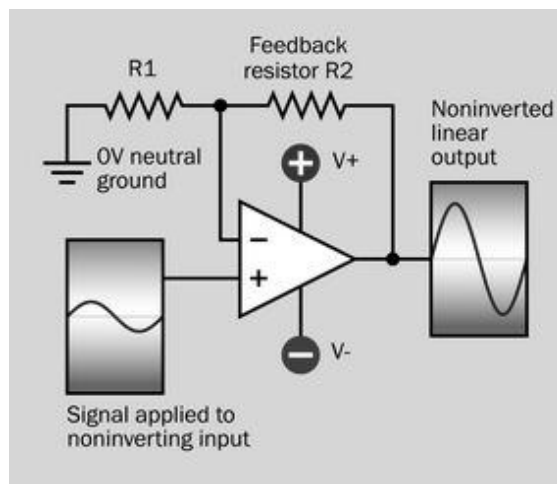 Feedback
resistor R2
R1
Noninverted
linear
output
0V neutral
ground
+
V+
−
+
−
V-
Signal applied to
noninverting input